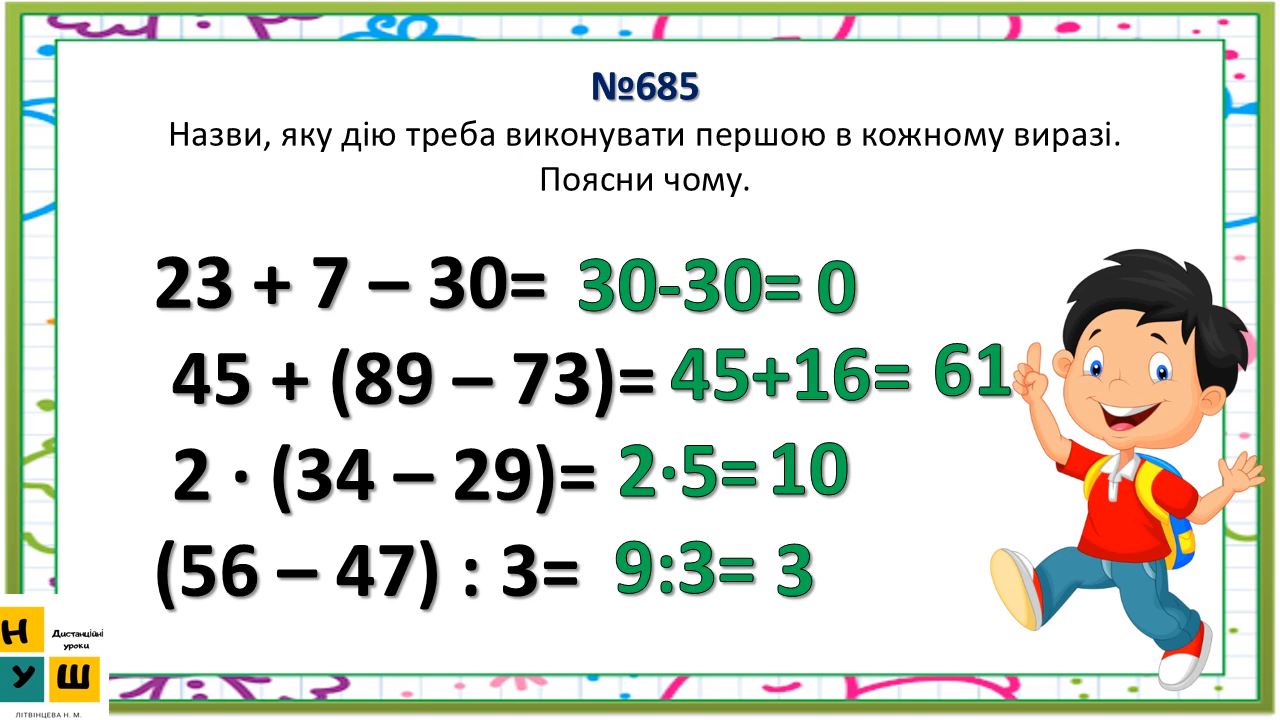 №685
Назви, яку дію треба виконувати першою в кожному виразі.
Поясни чому.
23 + 7 – 30= 30-30= 0
45 + (89 – 73)= 45+16= 61
2 · (34 – 29)= 2·5= 10
(56 – 47) : 3= 9:3= 3
Н
Дистанційні
уроки
У Ш
ЛІТВІНЦЕВА Н. М.